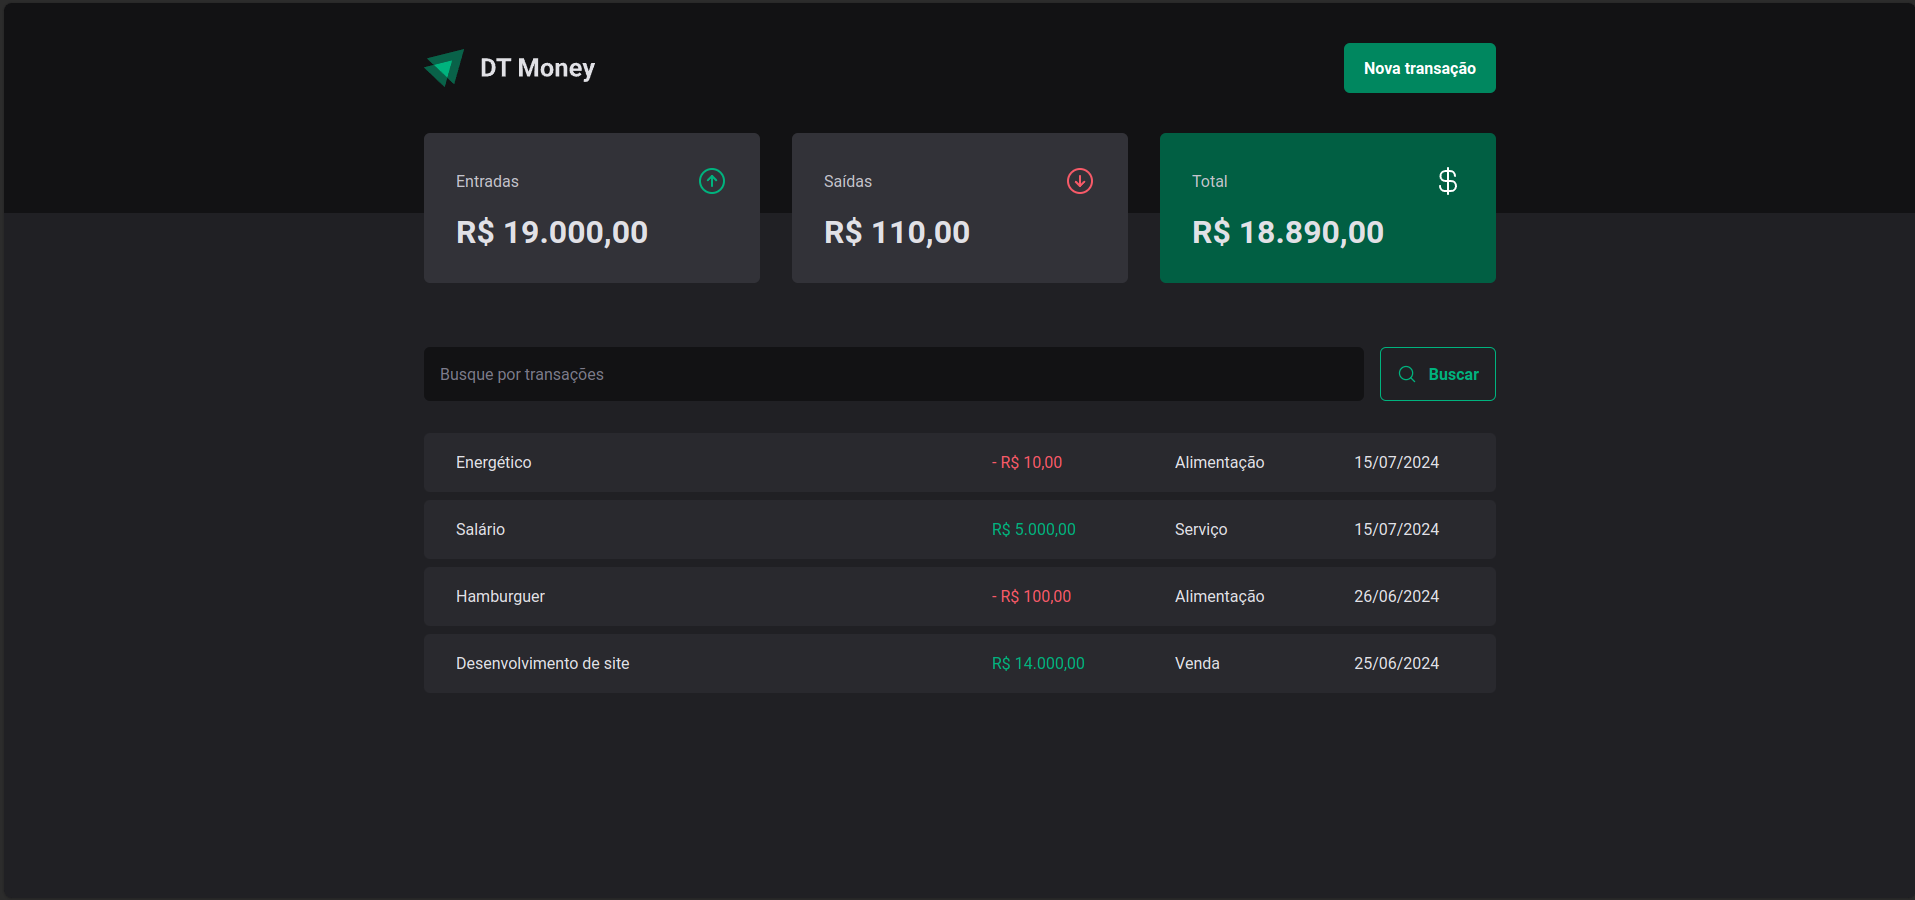 DT Money
Nova transação
Entradas
R$ 19.000,00
Saídas
R$ 110,00
Total
R$ 18.890,00
Busque por transações
Buscar
Energético - R$ 10,00 Alimentação 15/07/2024
Salário R$ 5.000,00 Serviço 15/07/2024
Hamburguer - R$ 100,00 Alimentação 26/06/2024
Desenvolvimento de site R$ 14.000,00 Venda 25/06/2024